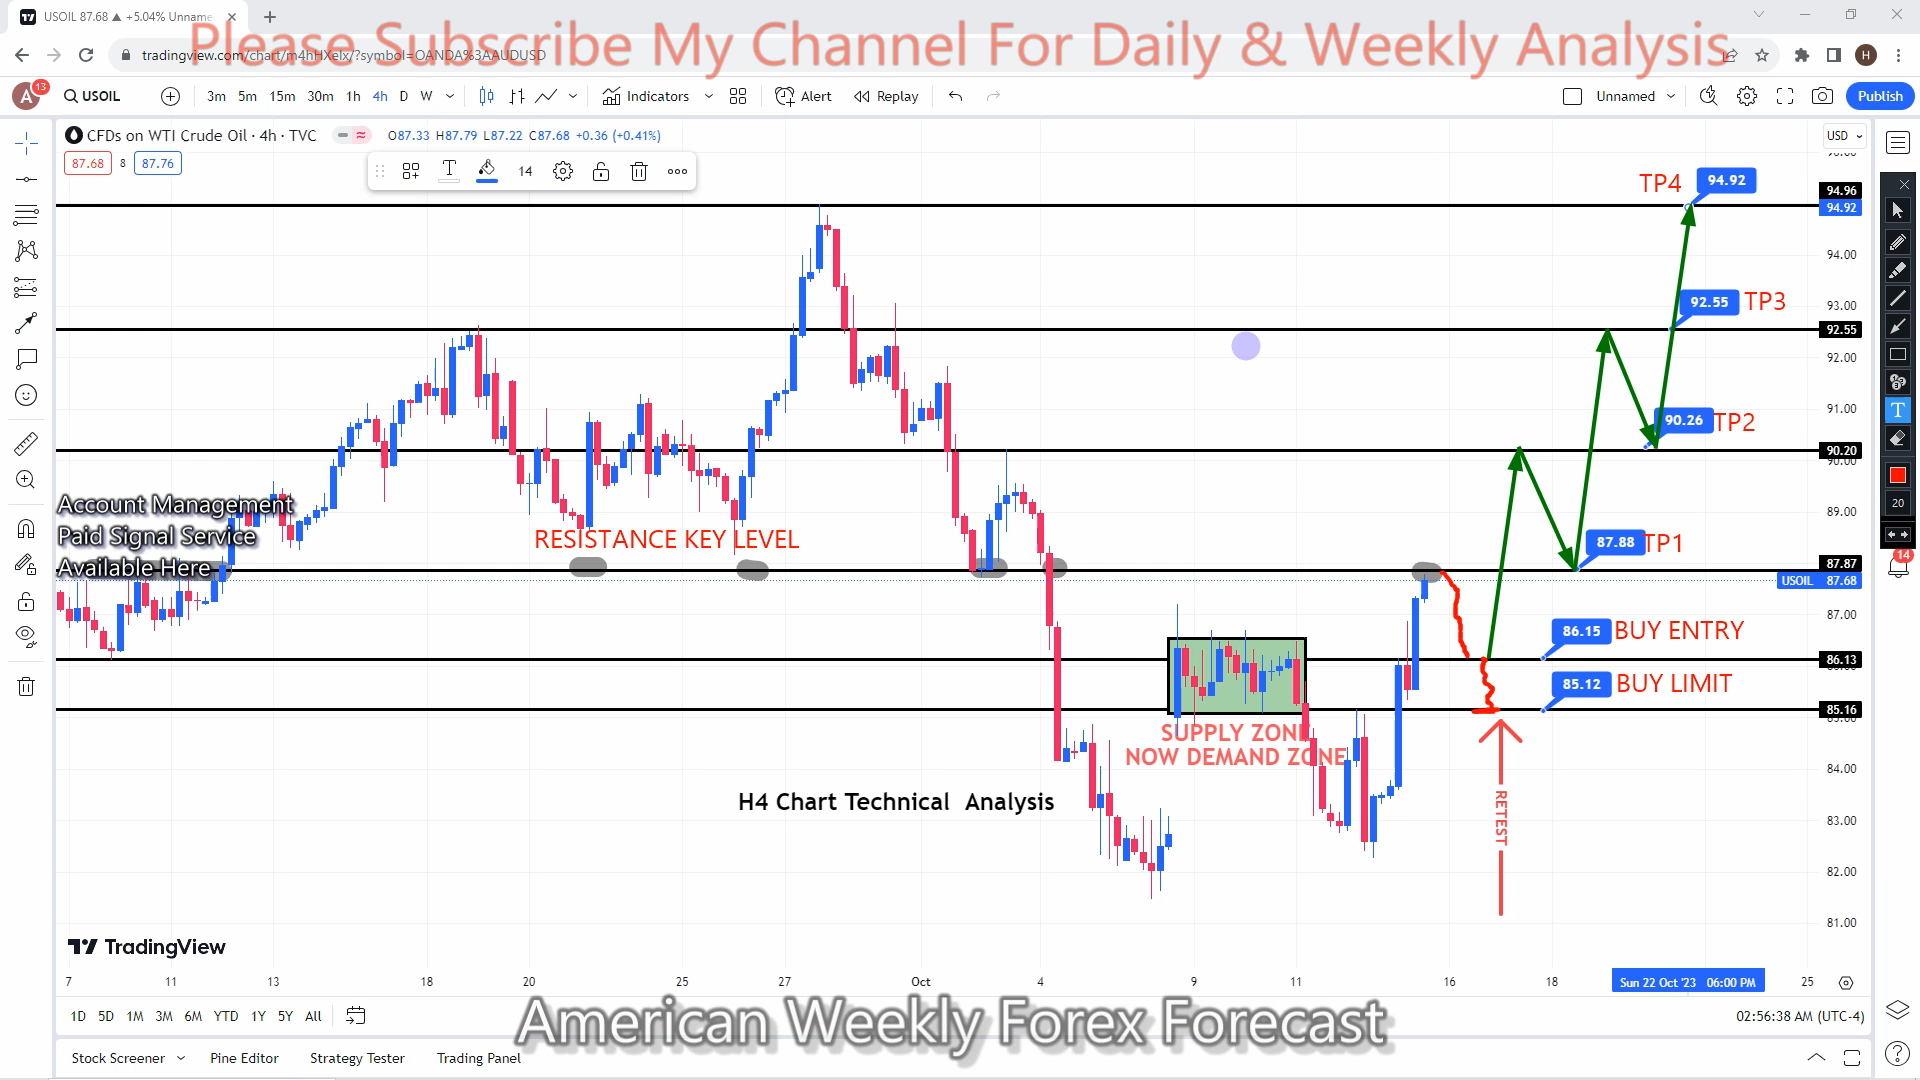 USOIL 87.68 ▲ +5.04% Unname
Please Subscribe My Channel For Daily & Weekly Analysis
tradingview.com/chart/m4hHXelx/?symbol=OANDA%3AAUDUSD
H
A 13
USOIL 3m 5m 15m 30m 1h 4h D W Indicators Alert Replay Unnamed Publish
CFDs on WTI Crude Oil · 4h · TVC O87.33 H87.79 L87.22 C87.68 +0.36 (+0.41%)
USD
87.68 8 87.76
14
TP4 94.92
94.96
94.92
94.00
93.00
92.55 TP3
92.55
92.00
91.00
90.26 TP2
90.20
90.00
Account Management
Paid Signal Service
Available Here
89.00
RESISTANCE KEY LEVEL
87.88 TP1
87.87
USOIL 87.68
87.00
86.15 BUY ENTRY
86.13
85.12 BUY LIMIT
85.16
85.00
SUPPLY ZONE
NOW DEMAND ZONE
84.00
H4 Chart Technical Analysis
RETEST
83.00
82.00
81.00
20
14
TradingView
7 11 13 18 20 25 27 Oct 4 9 11 16 18 Sun 22 Oct '23 06:00 PM 25
1D 5D 1M 3M 6M YTD 1Y 5Y All
02:56:38 AM (UTC-4)
American Weekly Forex Forecast
Stock Screener Pine Editor Strategy Tester Trading Panel